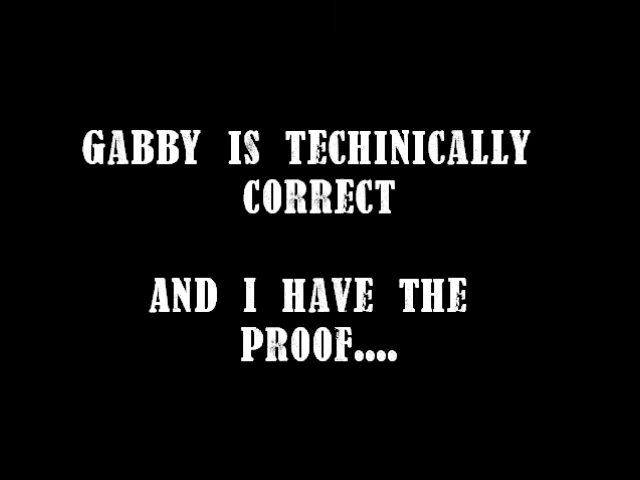 GABBY IS TECHINICALLY
CORRECT
AND I HAVE THE
PROOF....